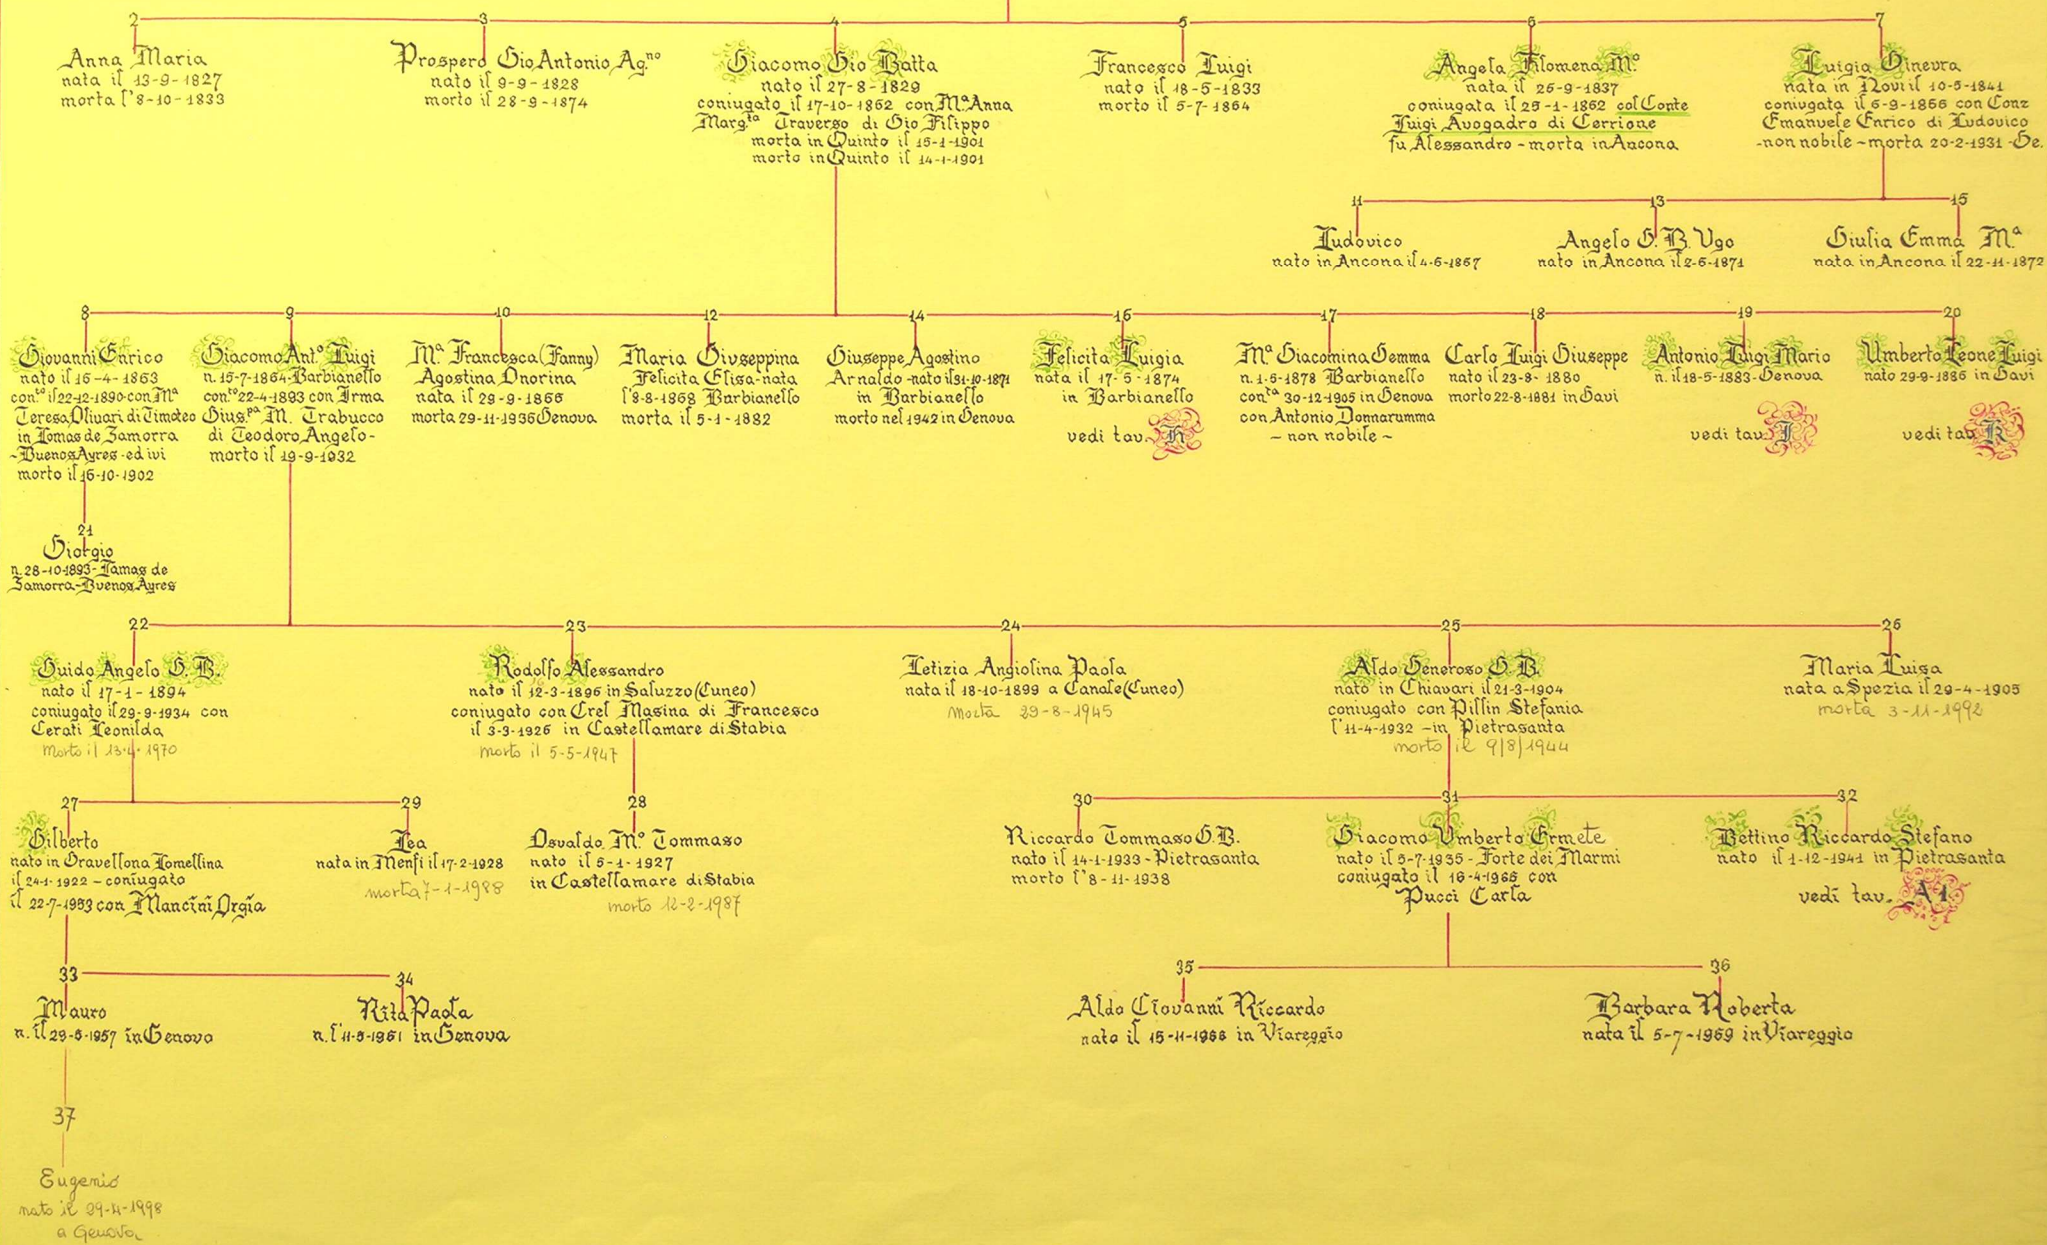 2
Anna Maria
nata il 13-9-1827
morta l'8-10-1833
3
Prospero Gio Antonio Ag.no
nato il 9-9-1828
morto il 28-9-1874
4
Giacomo Gio Batta
nato il 27-8-1829
coniugato il 17-10-1862 con M.a Anna
Marg.ta Traverso di Gio Filippo
morta in Quinto il 15-1-1901
morto in Quinto il 14-1-1901
5
Francesco Luigi
nato il 18-5-1833
morto il 5-7-1864
6
Angela Filomena M.a
nata il 26-9-1837
coniugata il 25-1-1862 col Conte
Luigi Avogadro di Cerrione
fu Alessandro - morta in Ancona
7
Luigia Ginevra
nata in Novi il 10-5-1841
coniugata il 6-9-1866 con Conz
Emanuele Enrico di Ludovico
-non nobile - morta 20-2-1931 -Ge.
11
Ludovico
nato in Ancona il 4-6-1867
13
Angelo G. B. Ugo
nato in Ancona il 2-6-1871
15
Giulia Emma M.a
nata in Ancona il 22-11-1872
8
Giovanni Enrico
nato il 16-4-1863
con.to il 22-12-1890 con M.a
Teresa Olivari di Timoteo
in Lomas de Zamorra
-Buenos Ayres - ed ivi
morto il 16-10-1902
9
Giacomo Ant.o Luigi
n. 15-7-1864-Barbianello
con.to 22-4-1893 con Irma
Gius.pa M. Trabucco
di Teodoro Angelo-
morto il 19-9-1932
10
M.a Francesca (Fanny)
Agostina Onorina
nata il 29-9-1866
morta 29-11-1936 Genova
12
Maria Giuseppina
Felicita Elisa-nata
l'8-8-1868 Barbianello
morta il 5-1-1882
14
Giuseppe Agostino
Arnaldo -nato il 31-10-1871
in Barbianello
morto nel 1942 in Genova
16
Felicita Luigia
nata il 17-5-1874
in Barbianello
vedi tav. H
17
M.a Giacomina Gemma
n. 1-6-1878 Barbianello
con.ta 30-12-1905 in Genova
con Antonio Donnarumma
- non nobile -
18
Carlo Luigi Giuseppe
nato il 23-8-1880
morto 22-8-1881 in Gavi
19
Antonio Luigi Mario
n. il 18-5-1883-Genova
vedi tav. I
20
Umberto Leone Luigi
nato 29-9-1886 in Gavi
vedi tav. K
21
Giorgio
n. 28-10-1893-Lamas de
Zamorra-Buenos Ayres
22
Guido Angelo G. B.
nato il 17-1-1894
coniugato il 29-9-1934 con
Cerati Leonilda
morto il 13-4-1970
23
Rodolfo Alessandro
nato il 12-3-1896 in Saluzzo (Cuneo)
coniugato con Crel Masina di Francesco
il 3-3-1926 in Castellamare di Stabia
morto il 5-5-1947
24
Letizia Angiolina Paola
nata il 18-10-1899 a Canale (Cuneo)
morta 29-8-1945
25
Aldo Generoso G. B.
nato in Chiavari il 21-3-1904
coniugato con Pillin Stefania
l'11-4-1932 - in Pietrasanta
morto il 9/8/1944
26
Maria Luisa
nata a Spezia il 29-4-1905
morta 3-11-1992
27
Gilberto
nato in Gravellona Lomellina
il 24-1-1922 - coniugato
il 22-7-1953 con Mancini Orgia
29
Lea
nata in Menfi il 17-2-1928
morta 7-1-1988
28
Osvaldo M.o Tommaso
nato il 6-1-1927
in Castellamare di Stabia
morto 12-2-1987
30
Riccardo Tommaso G. B.
nato il 14-1-1933 - Pietrasanta
morto l'8-11-1938
31
Giacomo Umberto Ermete
nato il 5-7-1935 - Forte dei Marmi
coniugato il 16-4-1966 con
Pucci Carla
32
Bettino Riccardo Stefano
nato il 1-12-1941 in Pietrasanta
vedi tav. A1
33
Mauro
n. il 29-6-1957 in Genova
34
Rita Paola
n. l'11-5-1961 in Genova
35
Aldo Giovanni Riccardo
nato il 15-11-1966 in Viareggio
36
Barbara Roberta
nata il 5-7-1969 in Viareggio
37
Eugenio
nato il 29-4-1998
a Genova